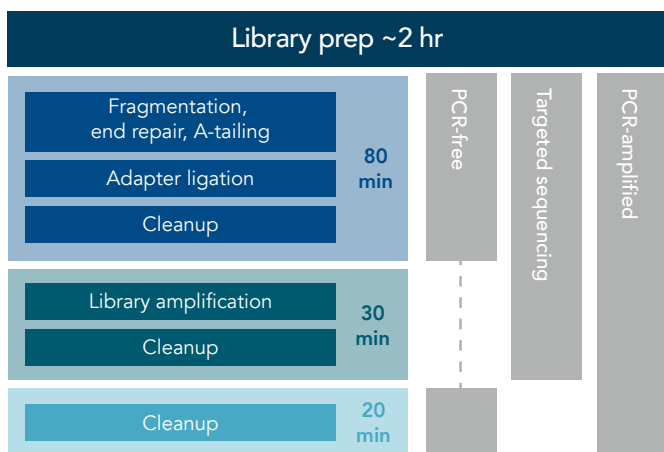 Library prep ~2 hr
Fragmentation,
end repair, A-tailing
Adapter ligation
Cleanup
80
min
Library amplification
Cleanup
30
min
Cleanup
20
min
PCR-free
Targeted sequencing
PCR-amplified